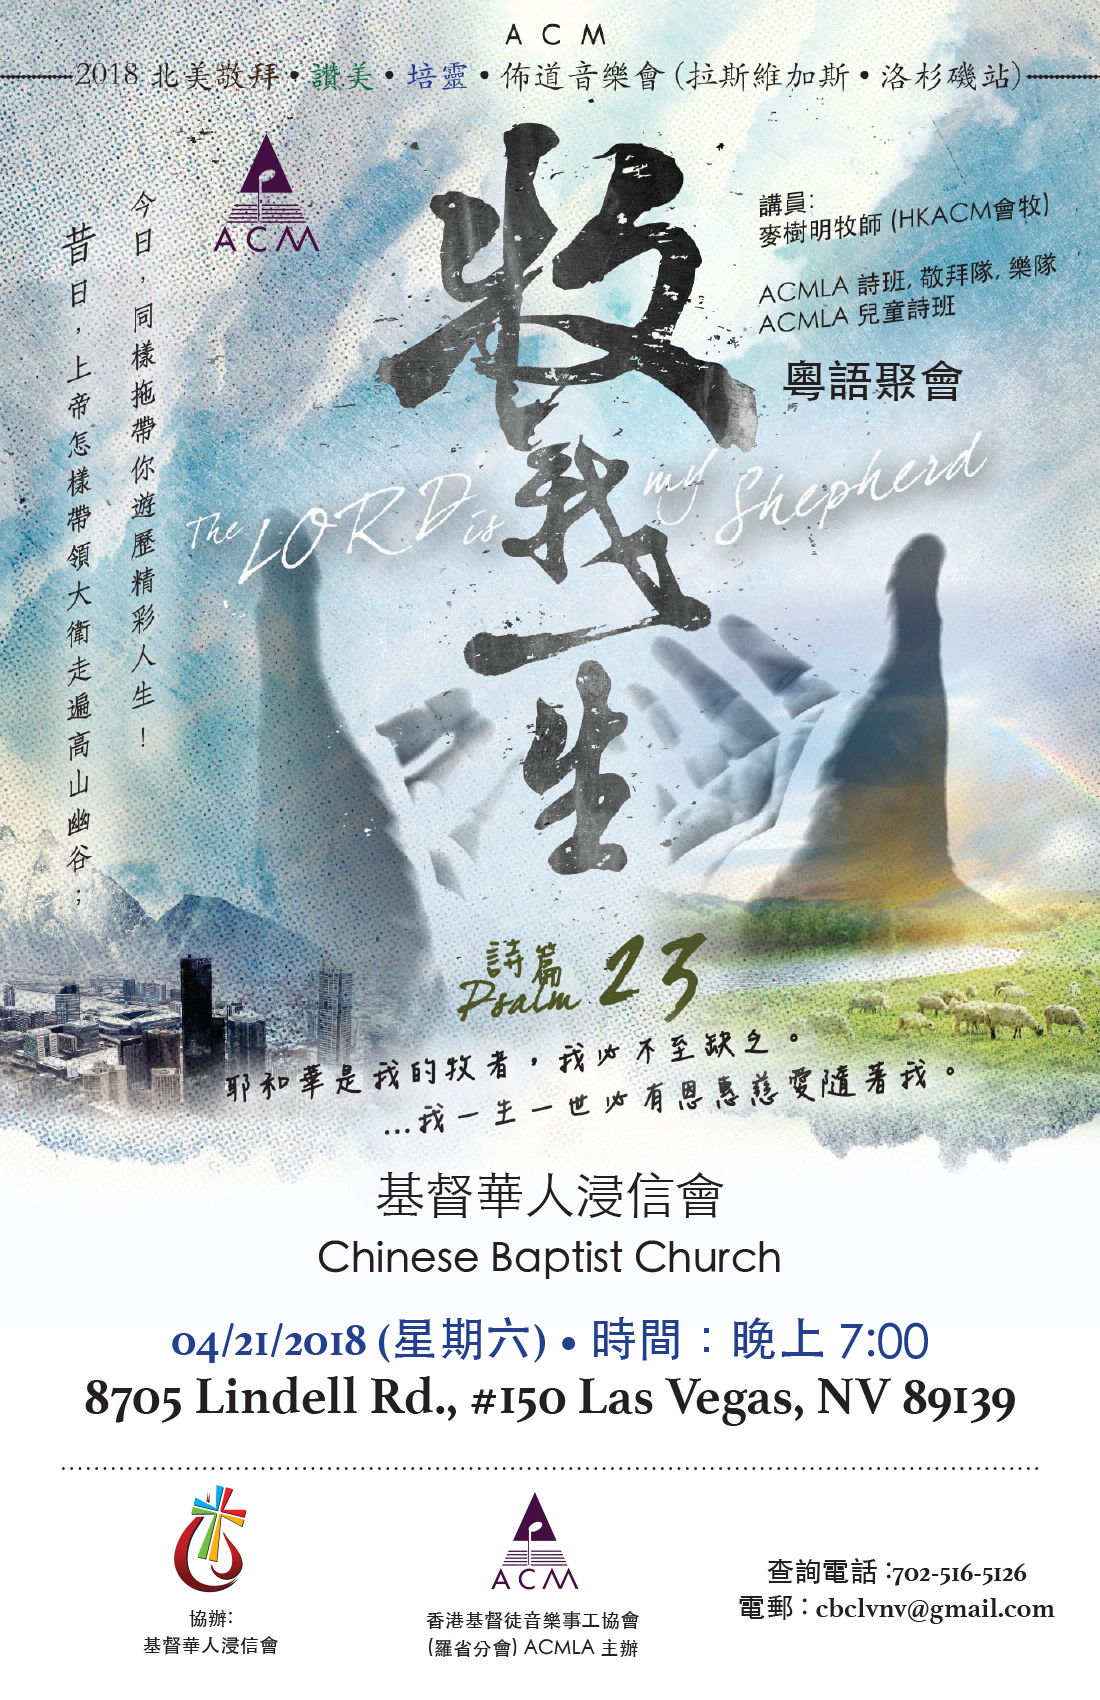 ACM
2018 北美敬拜•讚美•培靈•佈道音樂會(拉斯維加斯•洛杉磯站)
ACM
講員:
麥樹明牧師 (HKACM會牧)
ACMLA 詩班, 敬拜隊, 樂隊
ACMLA 兒童詩班
粵語聚會
昔日，上帝怎樣帶領大衛走遍高山幽谷；
今日，同樣拖帶你遊歷精彩人生！
牧我一生
The LORD is my Shepherd
詩篇
Psalm 23
耶和華是我的牧者，我必不至缺乏。
...我一生一世必有恩惠慈愛隨著我。
基督華人浸信會
Chinese Baptist Church
04/21/2018 (星期六) • 時間：晚上 7:00
8705 Lindell Rd., #150 Las Vegas, NV 89139
協辦:
基督華人浸信會
ACM
香港基督徒音樂事工協會
(羅省分會) ACMLA 主辦
查詢電話 :702-516-5126
電郵 : cbclvnv@gmail.com